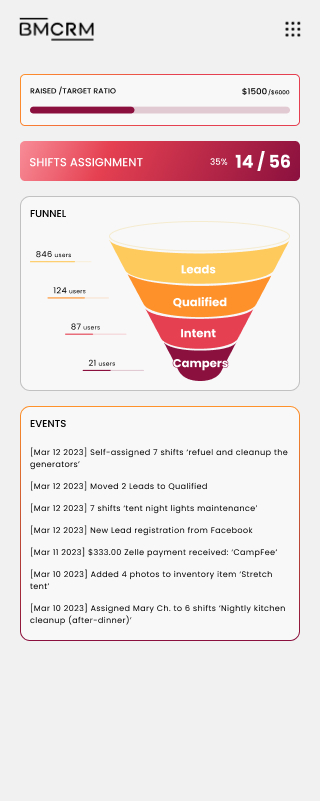 BMCRM
RAISED /TARGET RATIO $1500 /$6000
SHIFTS ASSIGNMENT 35% 14 / 56
FUNNEL
846 users
Leads
124 users
Qualified
87 users
Intent
21 users
Campers
EVENTS
[Mar 12 2023] Self-assigned 7 shifts ‘refuel and cleanup the
generators’
[Mar 12 2023] Moved 2 Leads to Qualified
[Mar 12 2023] 7 shifts ‘tent night lights maintenance’
[Mar 12 2023] New Lead registration from Facebook
[Mar 11 2023] $333.00 Zelle payment received: ‘CampFee’
[Mar 10 2023] Added 4 photos to inventory item ‘Stretch
tent’
[Mar 10 2023] Assigned Mary Ch. to 6 shifts ‘Nightly kitchen
cleanup (after-dinner)’